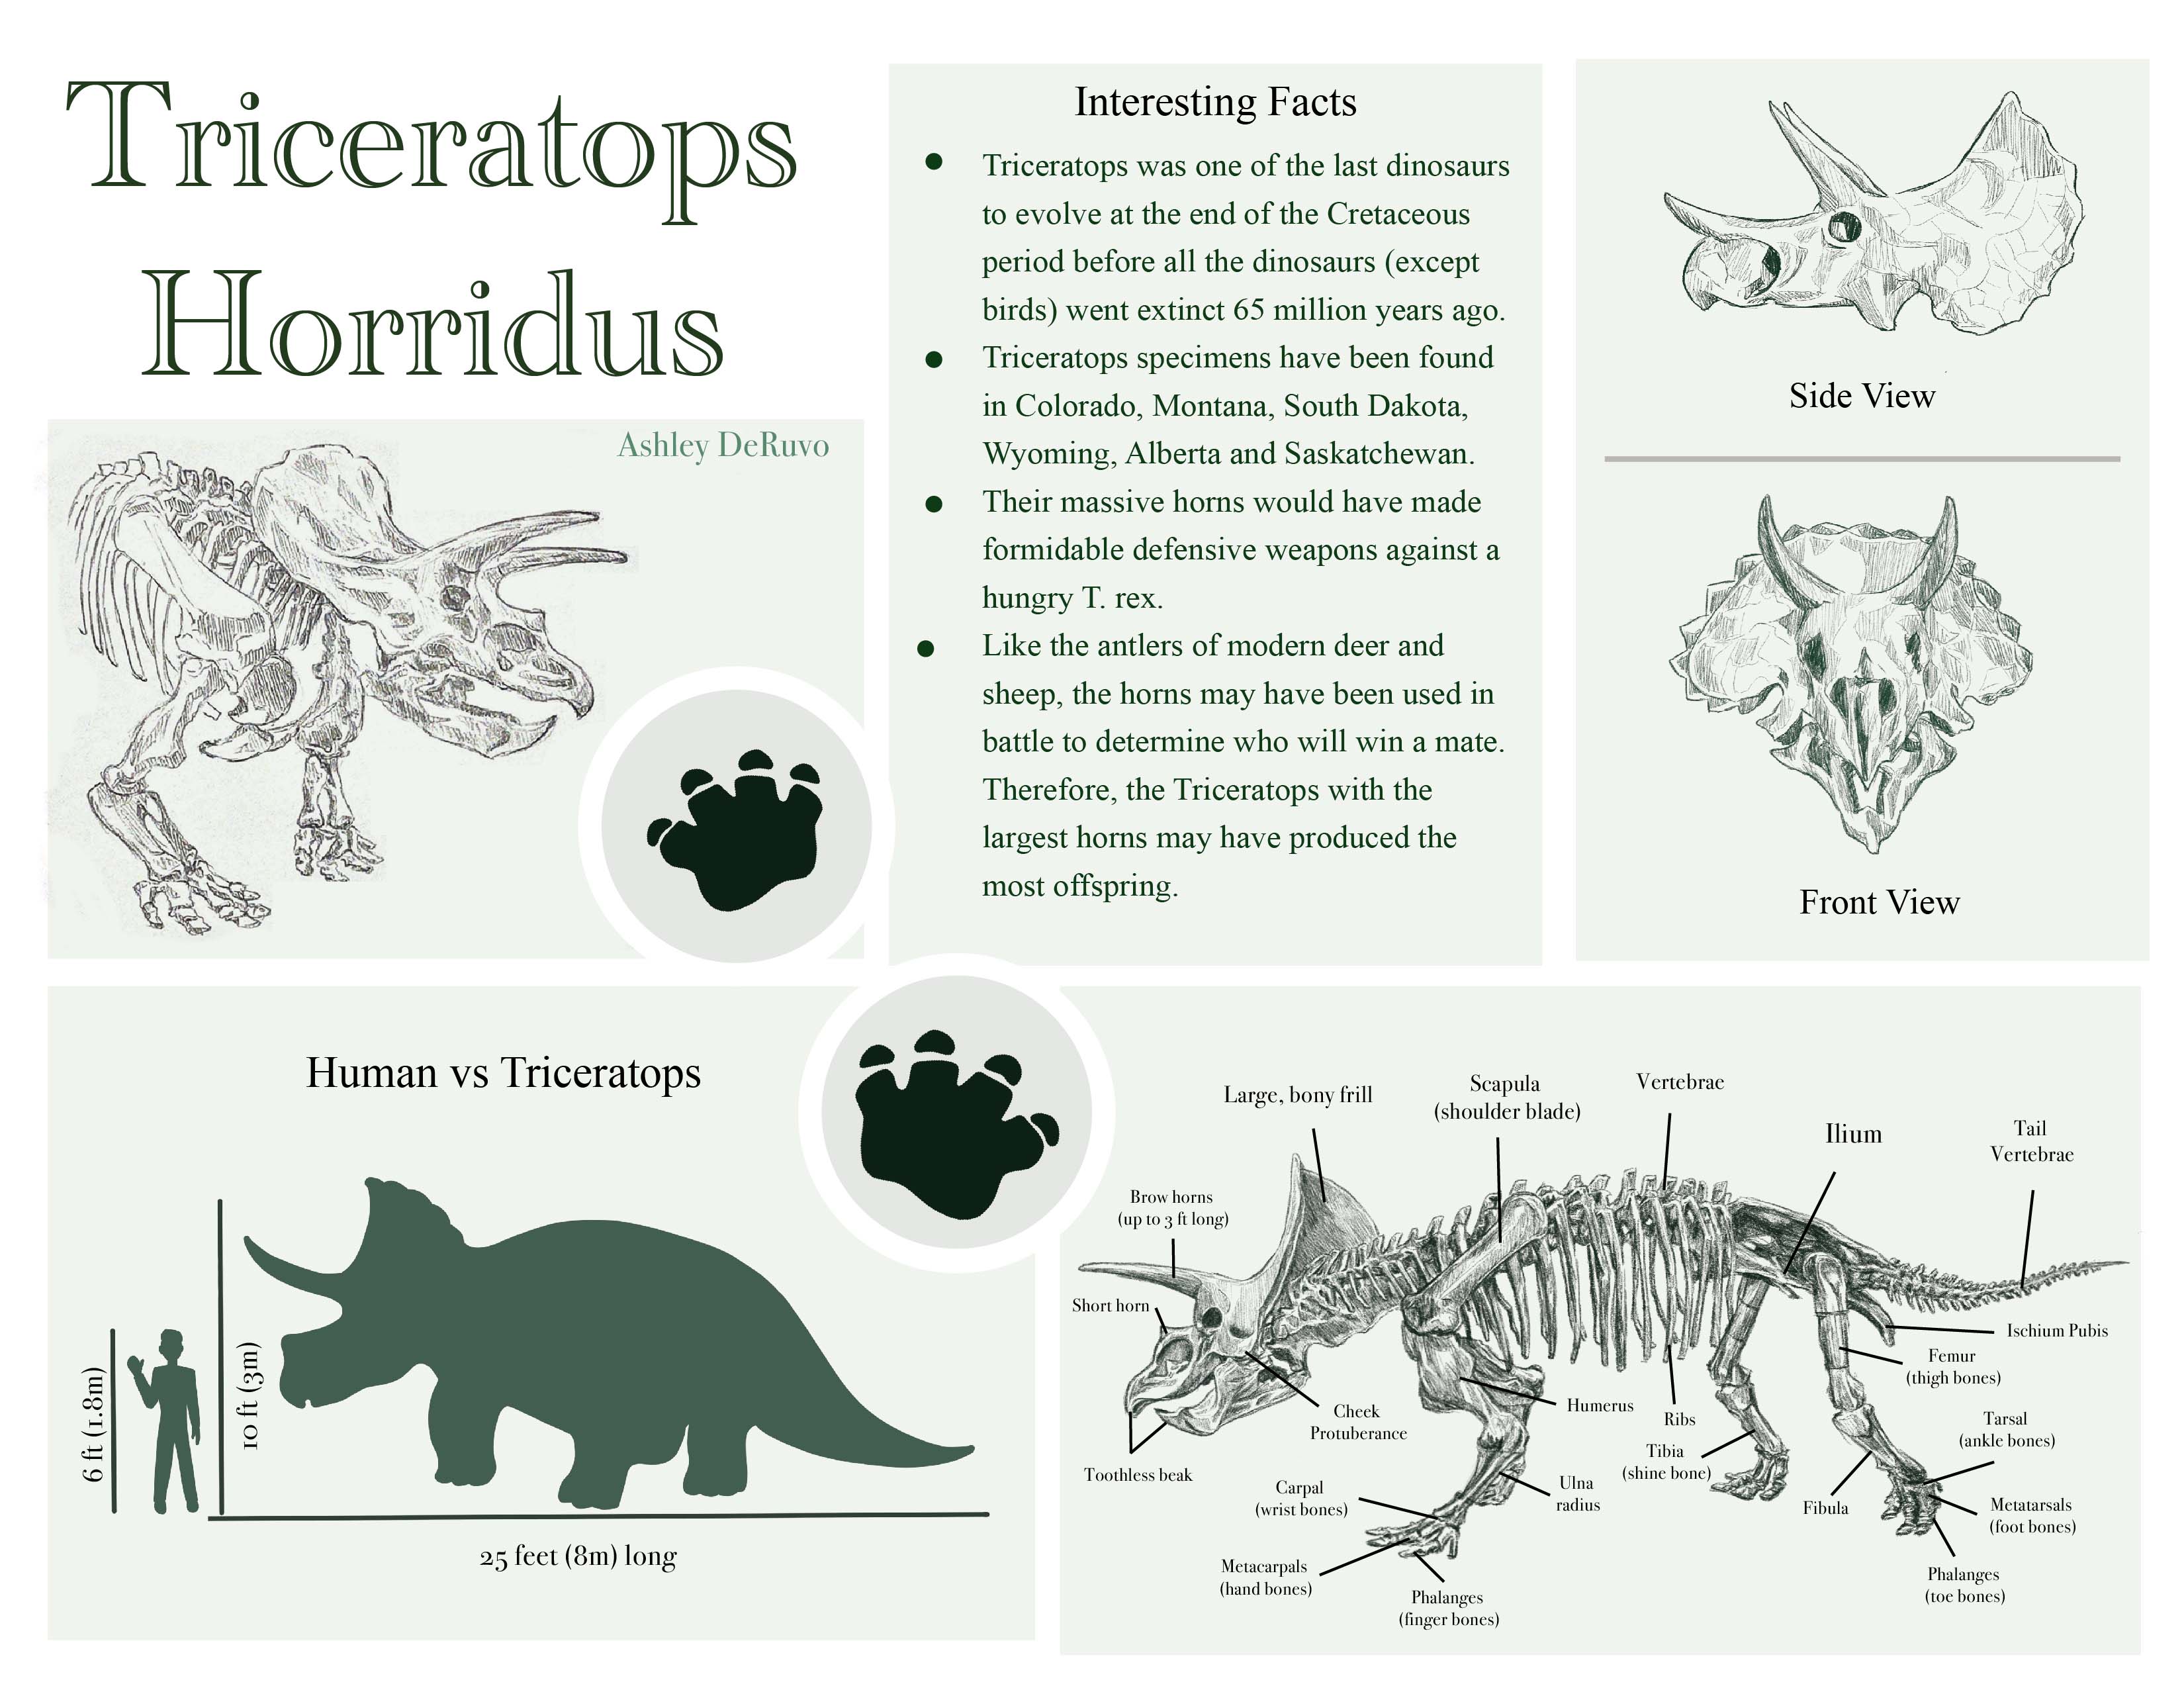 Triceratops
Horridus
Ashley DeRuvo
Interesting Facts
● Triceratops was one of the last dinosaurs
to evolve at the end of the Cretaceous
period before all the dinosaurs (except
birds) went extinct 65 million years ago.
● Triceratops specimens have been found
in Colorado, Montana, South Dakota,
Wyoming, Alberta and Saskatchewan.
● Their massive horns would have made
formidable defensive weapons against a
hungry T. rex.
● Like the antlers of modern deer and
sheep, the horns may have been used in
battle to determine who will win a mate.
Therefore, the Triceratops with the
largest horns may have produced the
most offspring.
Side View
Front View
Human vs Triceratops
6 ft (1.8m)
10 ft (3m)
25 feet (8m) long
Large, bony frill
Scapula
(shoulder blade)
Vertebrae
Ilium
Tail
Vertebrae
Brow horns
(up to 3 ft long)
Short horn
Ischium Pubis
Femur
(thigh bones)
Cheek
Protuberance
Humerus
Ribs
Tarsal
(ankle bones)
Tibia
(shine bone)
Toothless beak
Carpal
(wrist bones)
Ulna
radius
Fibula
Metatarsals
(foot bones)
Metacarpals
(hand bones)
Phalanges
(finger bones)
Phalanges
(toe bones)